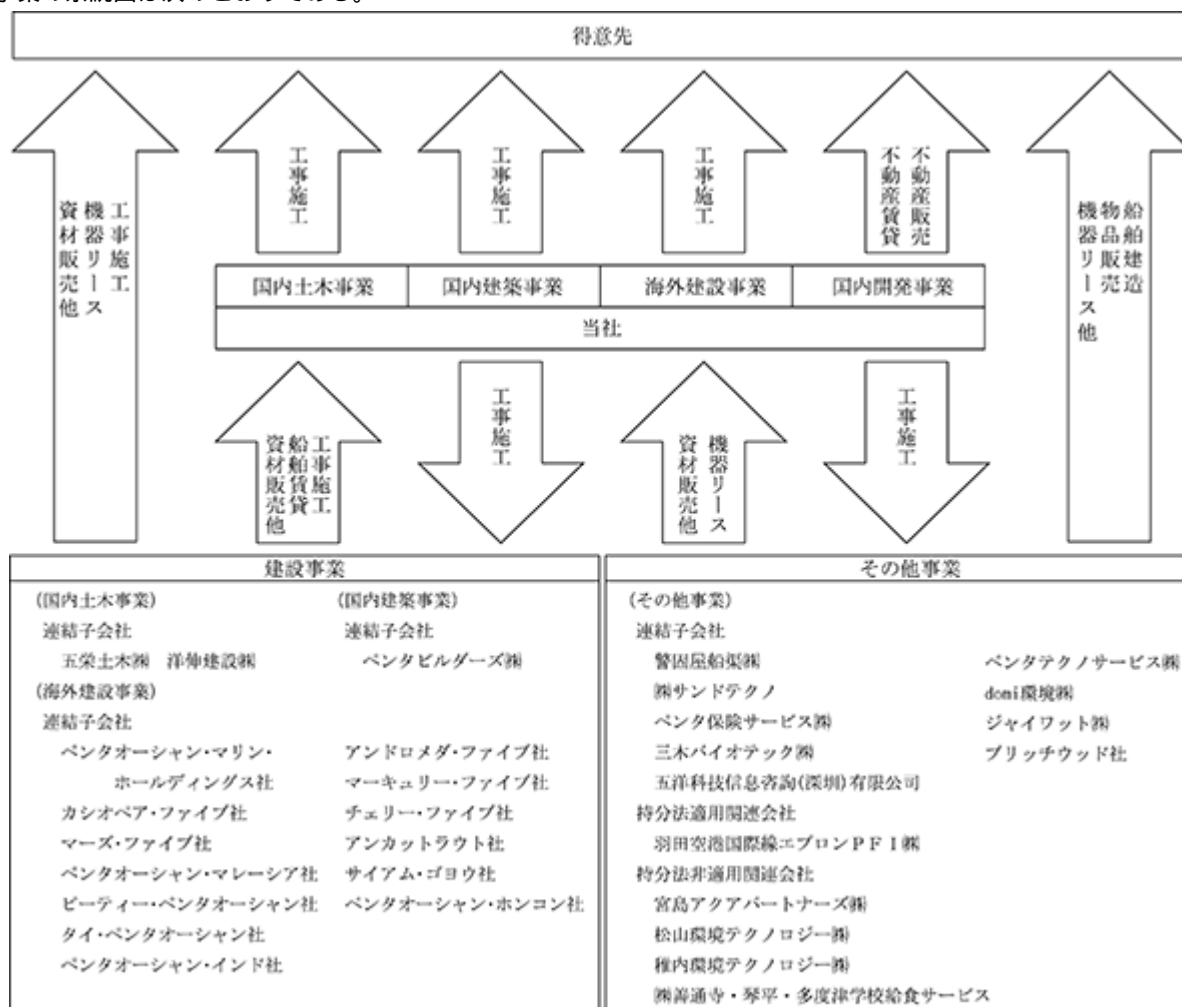 事業の系統図は次のとおりである。
得意先
工事施工
機器リース
資材販売他
工事施工
工事施工
工事施工
不動産販売
不動産賃貸
船舶建造
物品販売
機器リース他
国内土木事業
国内建築事業
海外建設事業
国内開発事業
当社
工事施工
船舶賃貸
資材販売他
工事施工
機器リース
資材販売他
工事施工
建設事業
(国内土木事業)
連結子会社
五栄土木㈱ 洋伸建設㈱
(国内建築事業)
連結子会社
ペンタビルダーズ㈱
(海外建設事業)
連結子会社
ペンタオーシャン・マリン・
ホールディングス社
カシオペア・ファイブ社
マーズ・ファイブ社
ペンタオーシャン・マレーシア社
ピーティー・ペンタオーシャン社
タイ・ペンタオーシャン社
ペンタオーシャン・インド社
アンドロメダ・ファイブ社
マーキュリー・ファイブ社
チェリー・ファイブ社
アンカットラウト社
サイアム・ゴヨウ社
ペンタオーシャン・ホンコン社
その他事業
(その他事業)
連結子会社
警固屋船渠㈱
㈱サンドテクノ
ペンタ保険サービス㈱
三木バイオテック㈱
五洋科技信息咨詢(深圳)有限公司
ペンタテクノサービス㈱
domi環境㈱
ジャイワット㈱
ブリッチウッド社
持分法適用関連会社
羽田空港国際線エプロンPFI㈱
持分法非適用関連会社
宮島アクアパートナーズ㈱
松山環境テクノロジー㈱
稚内環境テクノロジー㈱
㈱善通寺・琴平・多度津学校給食サービス